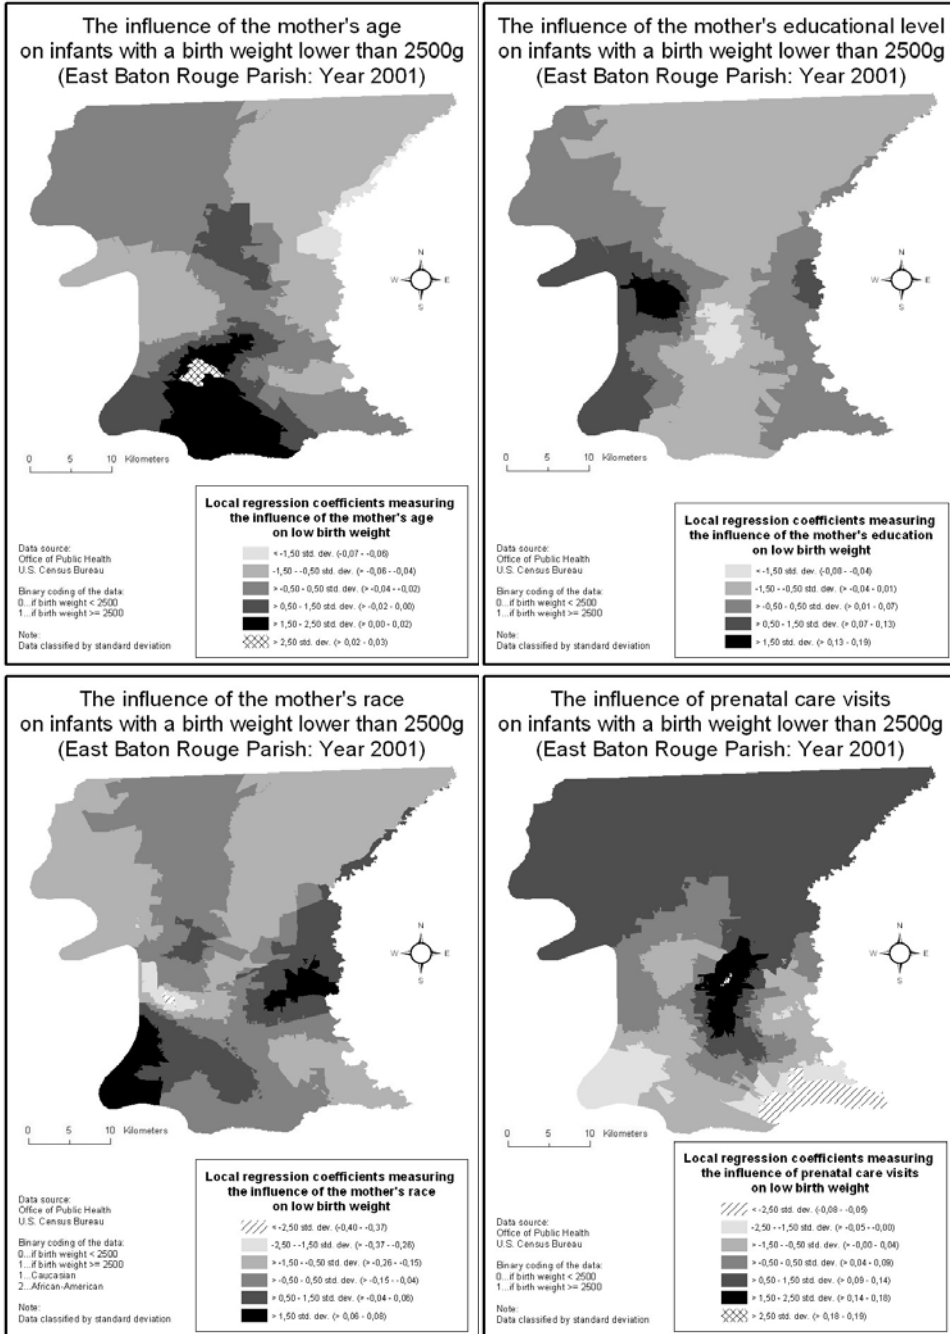 The influence of the mother's age
on infants with a birth weight lower than 2500g
(East Baton Rouge Parish: Year 2001)
N
W E
S
0 5 10 Kilometers
Local regression coefficients measuring
the influence of the mother's age
on low birth weight
< -1,50 std. dev. (-0,07 - -0,06)
-1,50 - -0,50 std. dev. (> -0,06 - -0,04)
> -0,50 - 0,50 std. dev. (> -0,04 - -0,02)
> 0,50 - 1,50 std. dev. (> -0,02 - 0,00)
> 1,50 - 2,50 std. dev. (> 0,00 - 0,02)
> 2,50 std. dev. (> 0,02 - 0,03)
Data source:
Office of Public Health
U.S. Census Bureau
Binary coding of the data:
0...if birth weight < 2500
1...if birth weight >= 2500
Note:
Data classified by standard deviation
The influence of the mother's educational level
on infants with a birth weight lower than 2500g
(East Baton Rouge Parish: Year 2001)
N
W E
S
0 5 10 Kilometers
Local regression coefficients measuring
the influence of the mother's education
on low birth weight
< -1,50 std. dev. (-0,08 - -0,04)
-1,50 - -0,50 std. dev. (> -0,04 - 0,01)
> -0,50 - 0,50 std. dev. (> 0,01 - 0,07)
> 0,50 - 1,50 std. dev. (> 0,07 - 0,13)
> 1,50 std. dev. (> 0,13 - 0,19)
Data source:
Office of Public Health
U.S. Census Bureau
Binary coding of the data:
0...if birth weight < 2500
1...if birth weight >= 2500
Note:
Data classified by standard deviation
The influence of the mother's race
on infants with a birth weight lower than 2500g
(East Baton Rouge Parish: Year 2001)
N
W E
S
0 5 10 Kilometers
Local regression coefficients measuring
the influence of the mother's race
on low birth weight
< -2,50 std. dev. (-0,40 - -0,37)
-2,50 - -1,50 std. dev. (> -0,37 - -0,26)
> -1,50 - -0,50 std. dev. (> -0,26 - -0,15)
> -0,50 - 0,50 std. dev. (> -0,15 - -0,04)
> 0,50 - 1,50 std. dev. (> -0,04 - 0,06)
> 1,50 std. dev. (> 0,06 - 0,08)
Data source:
Office of Public Health
U.S. Census Bureau
Binary coding of the data:
0...if birth weight < 2500
1...if birth weight >= 2500
1...Caucasian
2...African-American
Note:
Data classified by standard deviation
The influence of prenatal care visits
on infants with a birth weight lower than 2500g
(East Baton Rouge Parish: Year 2001)
N
W E
S
0 5 10 Kilometers
Local regression coefficients measuring
the influence of prenatal care visits
on low birth weight
< -2,50 std. dev. (-0,08 - -0,05)
-2,50 - -1,50 std. dev. (> -0,05 - -0,00)
> -1,50 - -0,50 std. dev. (> -0,00 - 0,04)
> -0,50 - 0,50 std. dev. (> 0,04 - 0,09)
> 0,50 - 1,50 std. dev. (> 0,09 - 0,14)
> 1,50 - 2,50 std. dev. (> 0,14 - 0,18)
> 2,50 std. dev. (> 0,18 - 0,19)
Data source:
Office of Public Health
U.S. Census Bureau
Binary coding of the data:
0...if birth weight < 2500
1...if birth weight >= 2500
Note:
Data classified by standard deviation